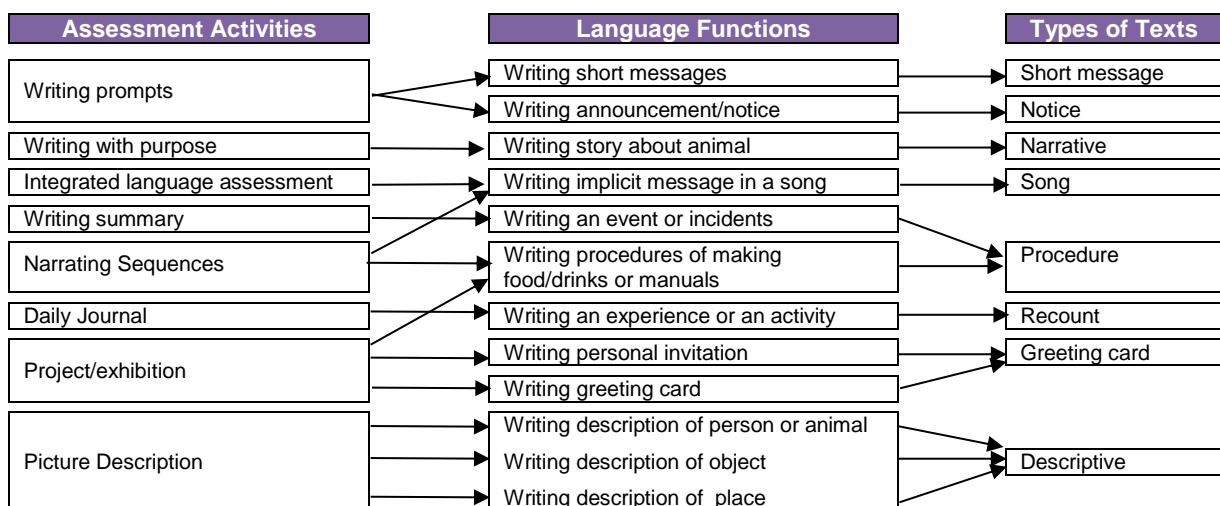 Assessment Activities
Language Functions
Types of Texts
Writing prompts
Writing short messages
Short message
Writing announcement/notice
Notice
Writing with purpose
Writing story about animal
Narrative
Integrated language assessment
Writing implicit message in a song
Song
Writing summary
Writing an event or incidents
Narrating Sequences
Writing procedures of making
food/drinks or manuals
Procedure
Daily Journal
Writing an experience or an activity
Recount
Project/exhibition
Writing personal invitation
Greeting card
Writing greeting card
Picture Description
Writing description of person or animal
Writing description of object
Descriptive
Writing description of place